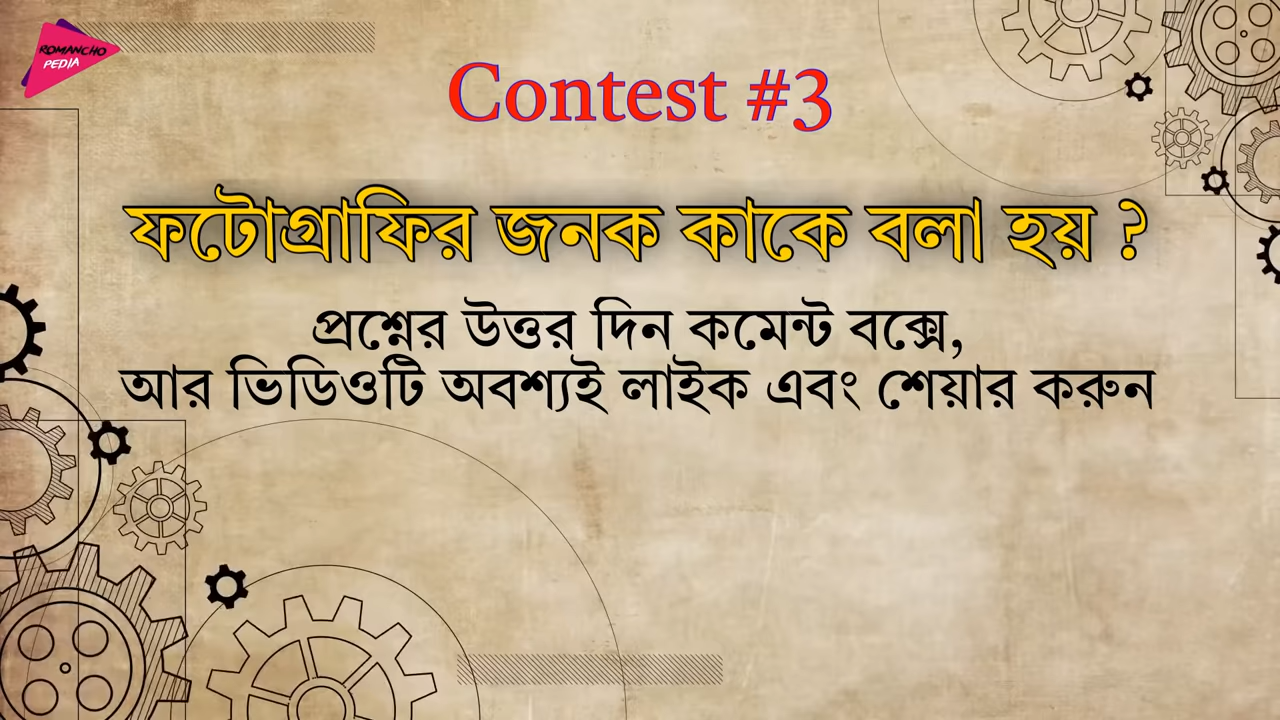 ROMANCHO
PEDIA
Contest #3
ফটোগ্রাফির জনক কাকে বলা হয় ?
প্রশ্নের উত্তর দিন কমেন্ট বক্সে,
আর ভিডিওটি অবশ্যই লাইক এবং শেয়ার করুন